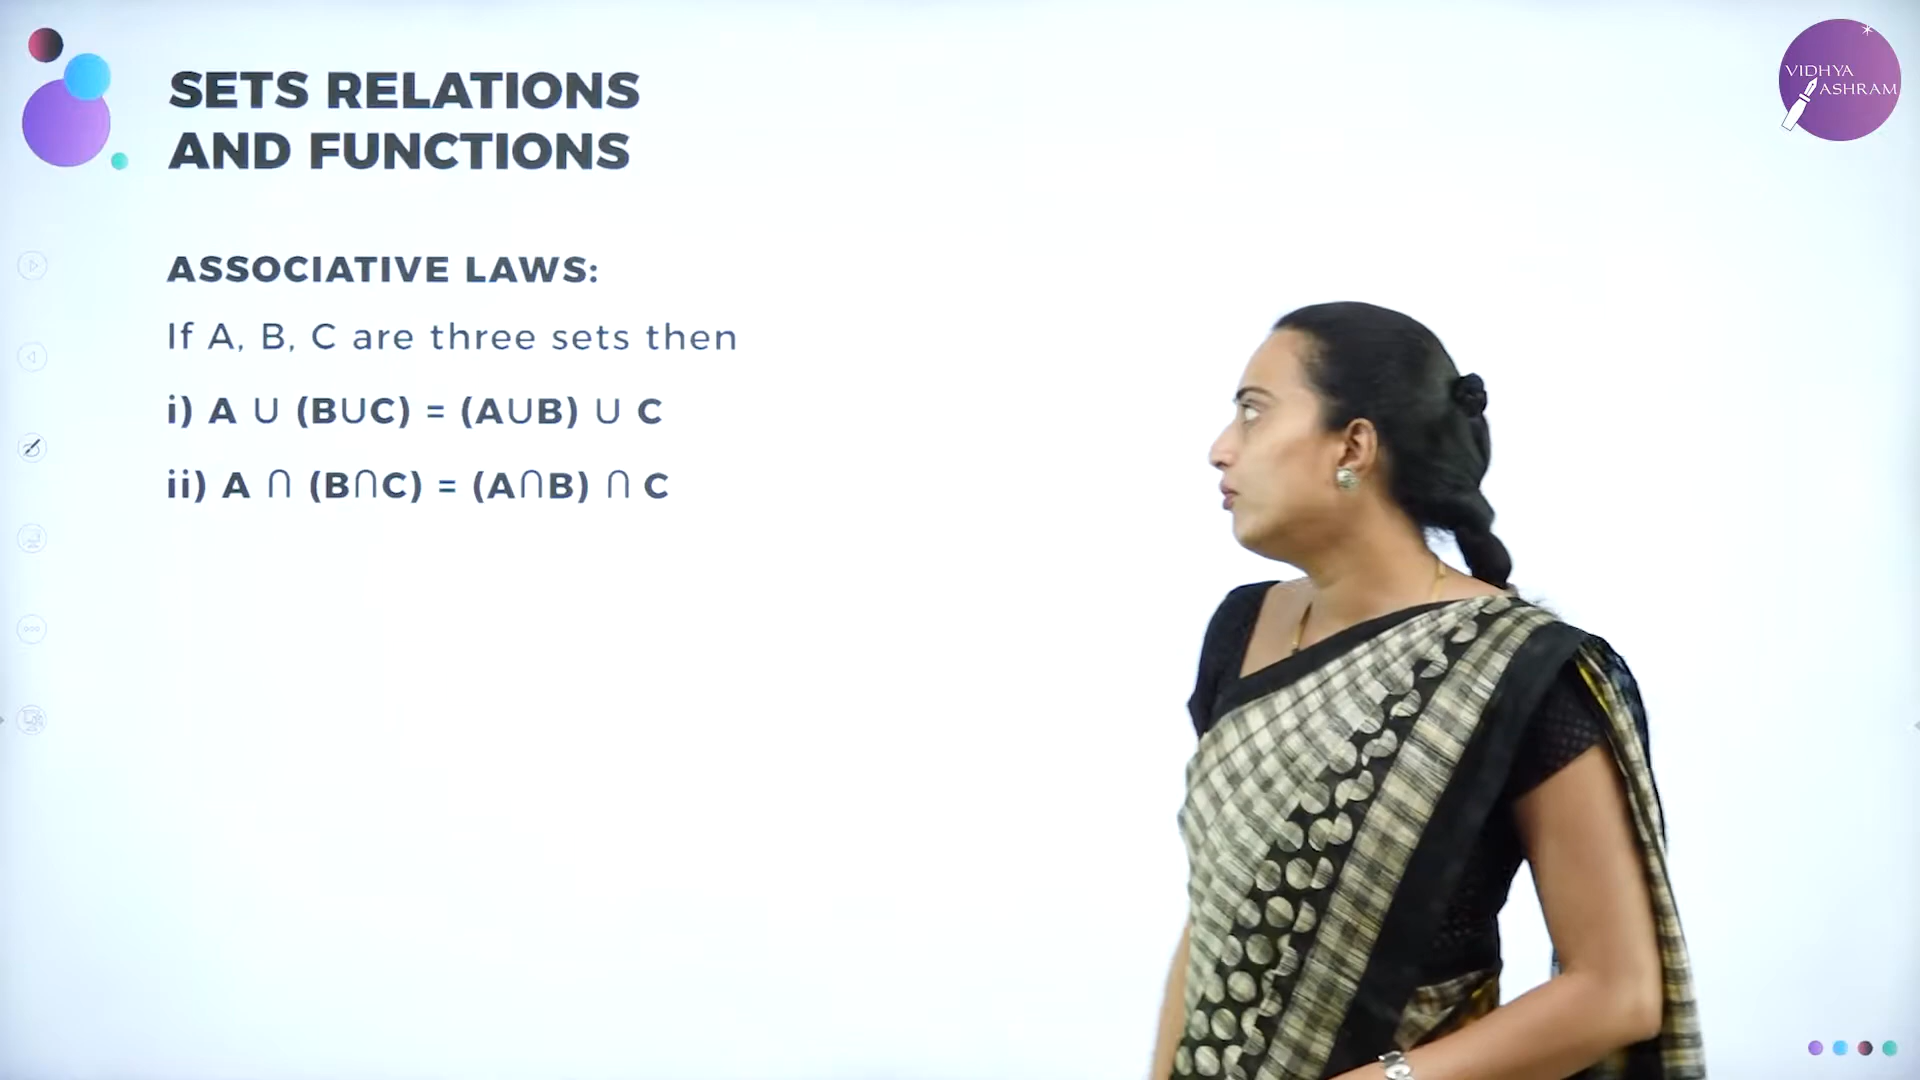 SETS RELATIONS
AND FUNCTIONS
VIDHYA
ASHRAM
ASSOCIATIVE LAWS:
If A, B, C are three sets then
i) A ∪ (B∪C) = (A∪B) ∪ C
ii) A ∩ (B∩C) = (A∩B) ∩ C